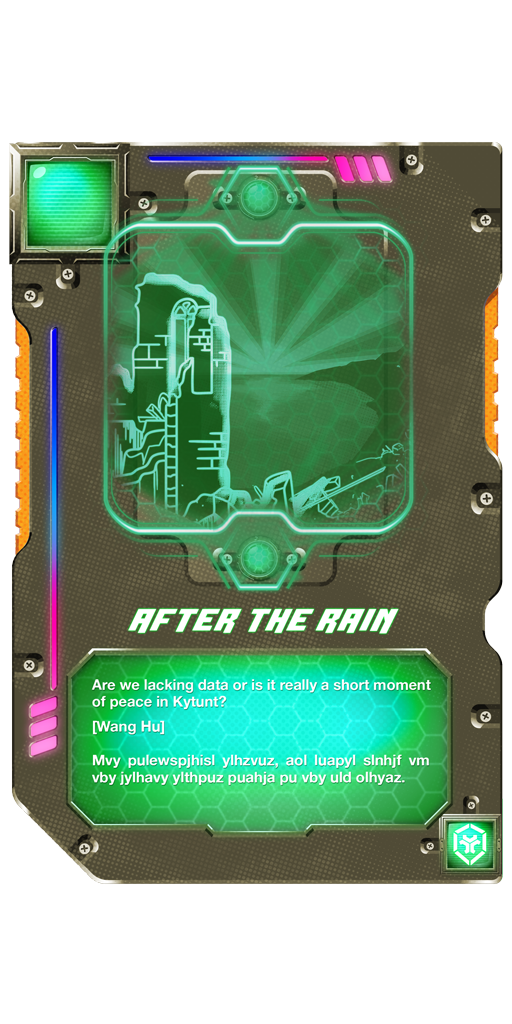 AFTER THE RAIN
Are we lacking data or is it really a short moment
of peace in Kytunt?
[Wang Hu]
Mvy pulewspjhisl ylhzvuz, aol luapyl slnhjf vm
vby jylhavy ylthpuz puahja pu vby uld olhyaz.